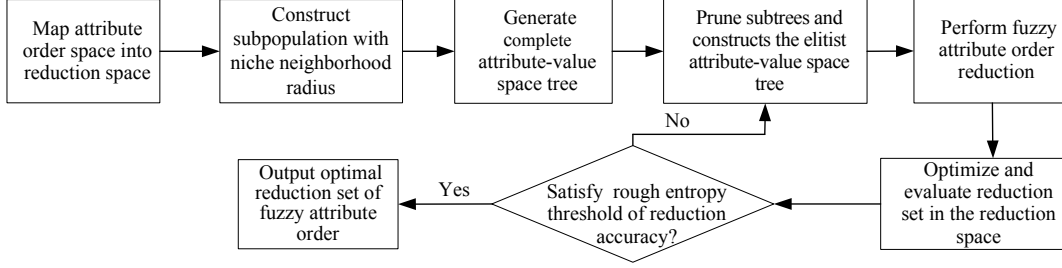 Map attribute
order space into
reduction space
Construct
subpopulation with
niche neighborhood
radius
Generate
complete
attribute-value
space tree
Prune subtrees and
constructs the elitist
attribute-value space
tree
Perform fuzzy
attribute order
reduction
Optimize and
evaluate reduction
set in the reduction
space
Satisfy rough entropy
threshold of reduction
accuracy?
No
Yes
Output optimal
reduction set of
fuzzy attribute
order